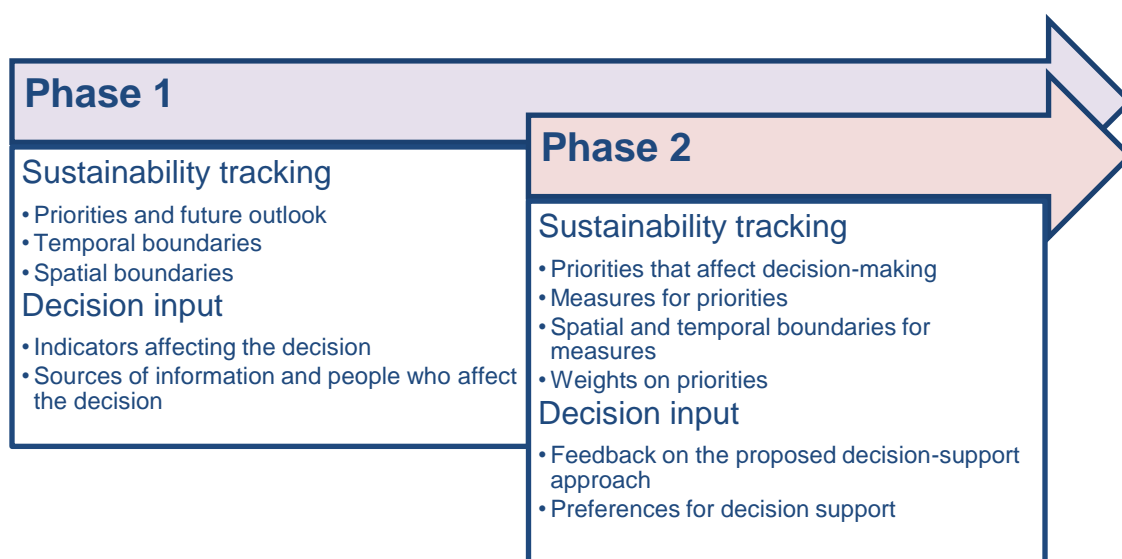 Phase 1
Sustainability tracking
• Priorities and future outlook
• Temporal boundaries
• Spatial boundaries
Decision input
• Indicators affecting the decision
• Sources of information and people who affect
the decision
Phase 2
Sustainability tracking
• Priorities that affect decision-making
• Measures for priorities
• Spatial and temporal boundaries for
measures
• Weights on priorities
Decision input
• Feedback on the proposed decision-support
approach
• Preferences for decision support